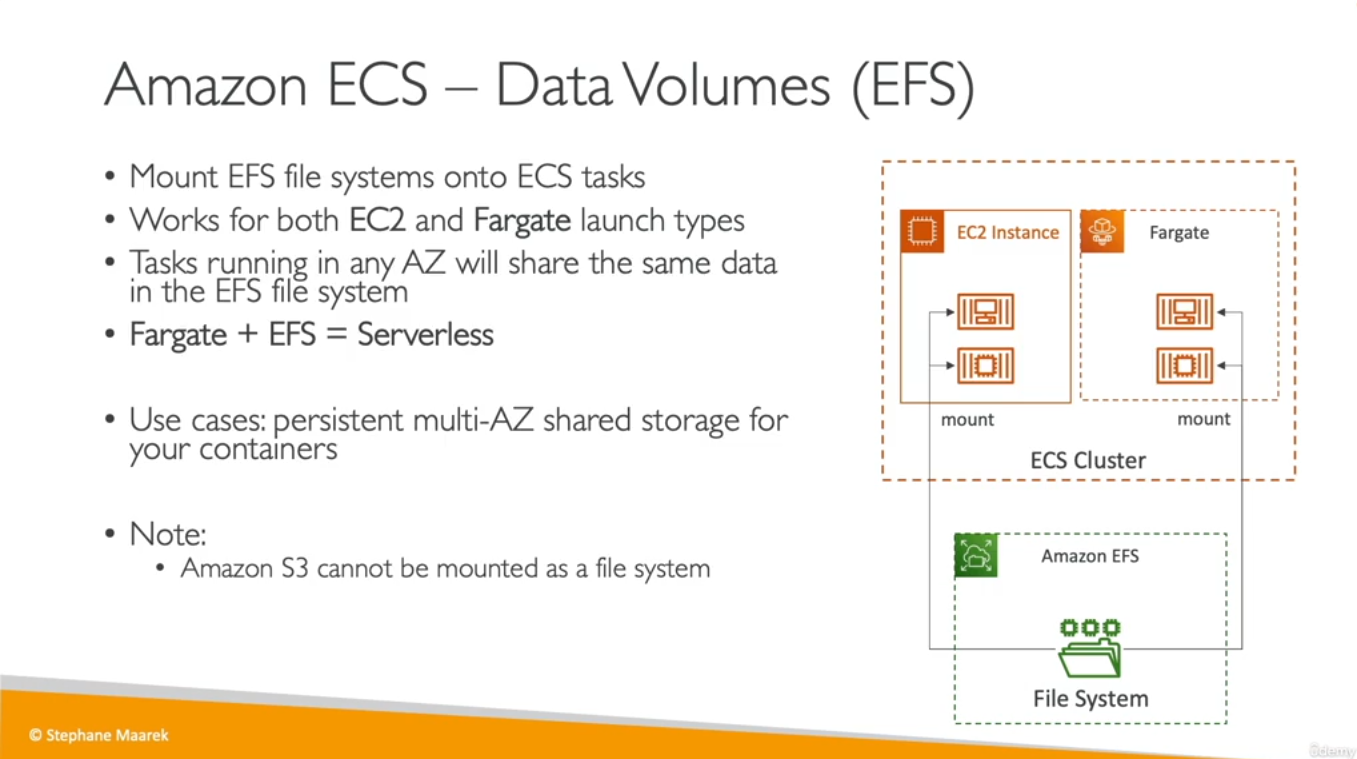 Amazon ECS – Data Volumes (EFS)
• Mount EFS file systems onto ECS tasks
• Works for both EC2 and Fargate launch types
• Tasks running in any AZ will share the same data
in the EFS file system
• Fargate + EFS = Serverless
• Use cases: persistent multi-AZ shared storage for
your containers
• Note:
• Amazon S3 cannot be mounted as a file system
EC2 Instance
Fargate
mount
mount
ECS Cluster
Amazon EFS
File System
© Stephane Maarek
ûdemy